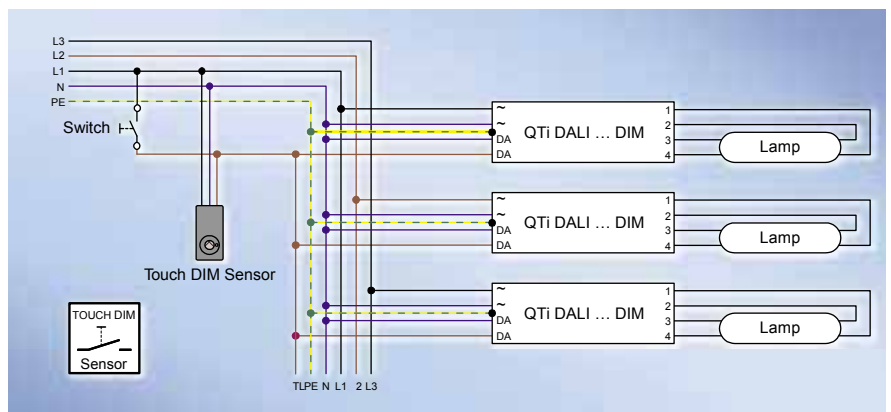 L3
L2
L1
N
PE
Switch
Touch DIM Sensor
TOUCH DIM
Sensor
~
~
DA
DA
QTi DALI … DIM
1
2
3
4
Lamp
~
~
DA
DA
QTi DALI … DIM
1
2
3
4
Lamp
~
~
DA
DA
QTi DALI … DIM
1
2
3
4
Lamp
TLPE N L1 2 L3